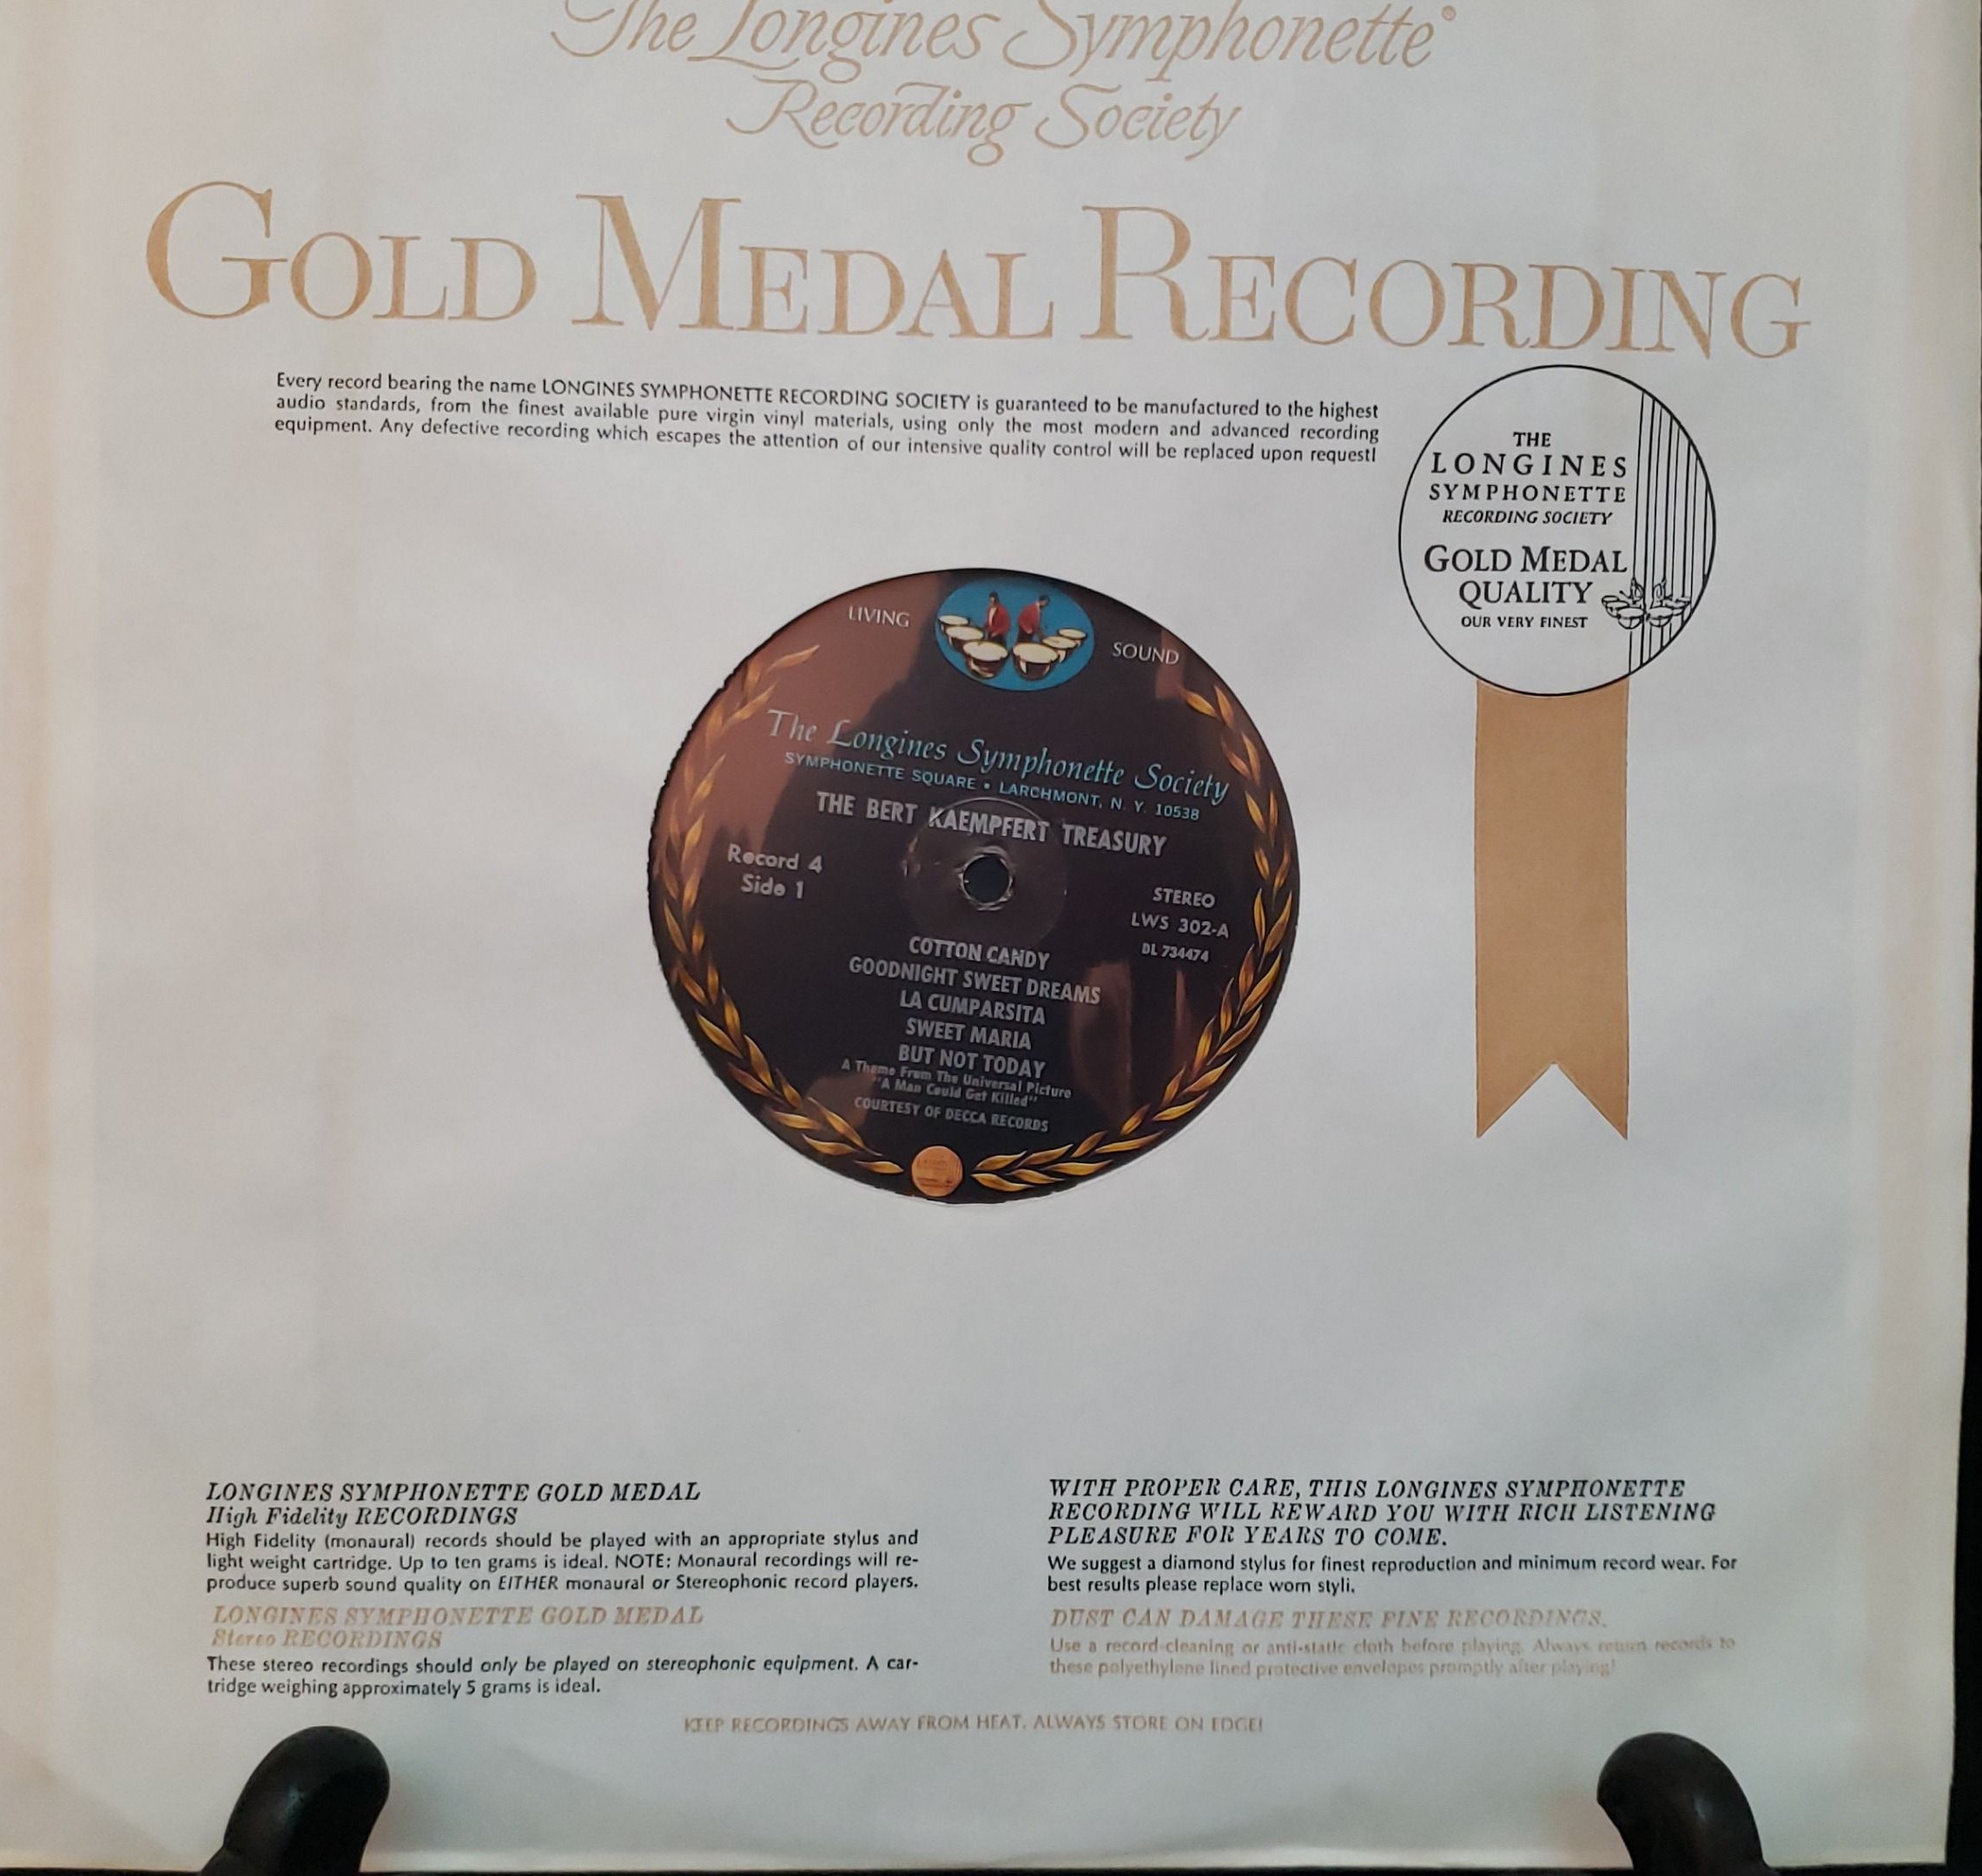 The Longines Symphonette®
Recording Society
GOLD MEDAL RECORDING
Every record bearing the name LONGINES SYMPHONETTE RECORDING SOCIETY is guaranteed to be manufactured to the highest
audio standards, from the finest available pure virgin vinyl materials, using only the most modern and advanced recording
equipment. Any defective recording which escapes the attention of our intensive quality control will be replaced upon request!
THE
LONGINES
SYMPHONETTE
RECORDING SOCIETY
GOLD MEDAL
QUALITY
OUR VERY FINEST
LIVING SOUND
The Longines Symphonette Society
SYMPHONETTE SQUARE • LARCHMONT, N. Y. 10538
THE BERT KAEMPFERT TREASURY
Record 4
Side 1
STEREO
LWS 302-A
DL 734474
COTTON CANDY
GOODNIGHT SWEET DREAMS
LA CUMPARSITA
SWEET MARIA
BUT NOT TODAY
A Theme From The Universal Picture
"A Man Could Get Killed"
COURTESY OF DECCA RECORDS
LONGINES SYMPHONETTE GOLD MEDAL
High Fidelity RECORDINGS
High Fidelity (monaural) records should be played with an appropriate stylus and
light weight cartridge. Up to ten grams is ideal. NOTE: Monaural recordings will re-
produce superb sound quality on EITHER monaural or Stereophonic record players.
LONGINES SYMPHONETTE GOLD MEDAL
Stereo RECORDINGS
These stereo recordings should only be played on stereophonic equipment. A car-
tridge weighing approximately 5 grams is ideal.
WITH PROPER CARE, THIS LONGINES SYMPHONETTE
RECORDING WILL REWARD YOU WITH RICH LISTENING
PLEASURE FOR YEARS TO COME.
We suggest a diamond stylus for finest reproduction and minimum record wear. For
best results please replace worn styli.
DUST CAN DAMAGE THESE FINE RECORDINGS.
Use a record-cleaning or anti-static cloth before playing. Always return records to
these polyethylene lined protective envelopes promptly after playing!
KEEP RECORDINGS AWAY FROM HEAT. ALWAYS STORE ON EDGE!